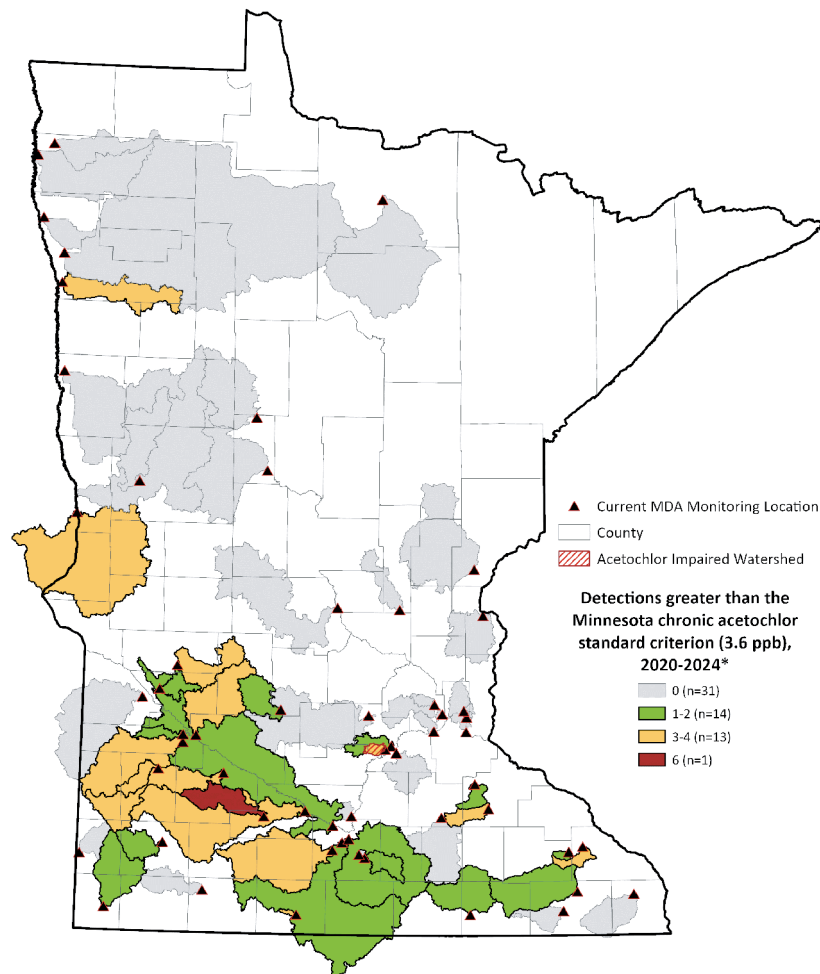 Current MDA Monitoring Location
County
Acetochlor Impaired Watershed
Detections greater than the
Minnesota chronic acetochlor
standard criterion (3.6 ppb),
2020-2024*
0 (n=31)
1-2 (n=14)
3-4 (n=13)
6 (n=1)